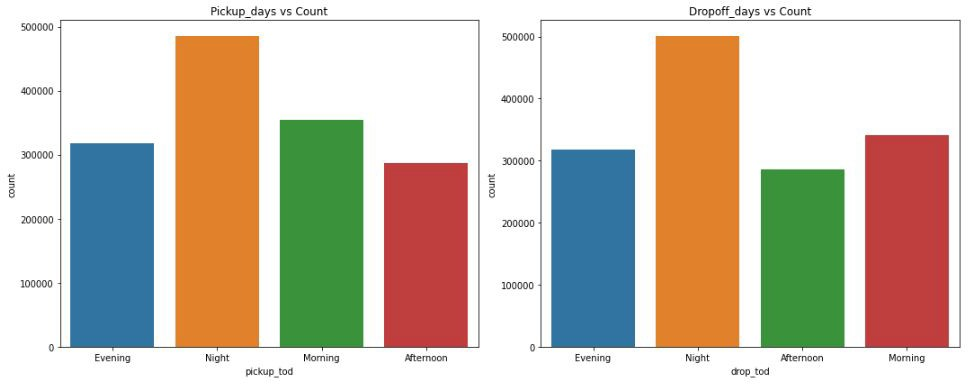 Pickup_days vs Count
500000
400000
300000
200000
100000
0
count
Evening Night Morning Afternoon
pickup_tod
Dropoff_days vs Count
500000
400000
300000
200000
100000
0
count
Evening Night Afternoon Morning
drop_tod